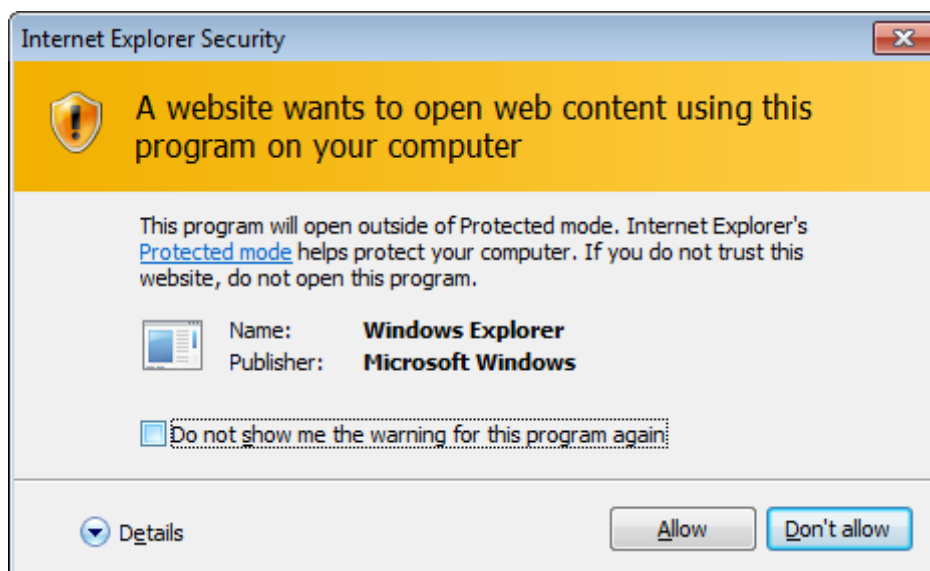 Internet Explorer Security
A website wants to open web content using this
program on your computer
This program will open outside of Protected mode. Internet Explorer's
Protected mode helps protect your computer. If you do not trust this
website, do not open this program.
Name: Windows Explorer
Publisher: Microsoft Windows
Do not show me the warning for this program again
Details
Allow
Don't allow